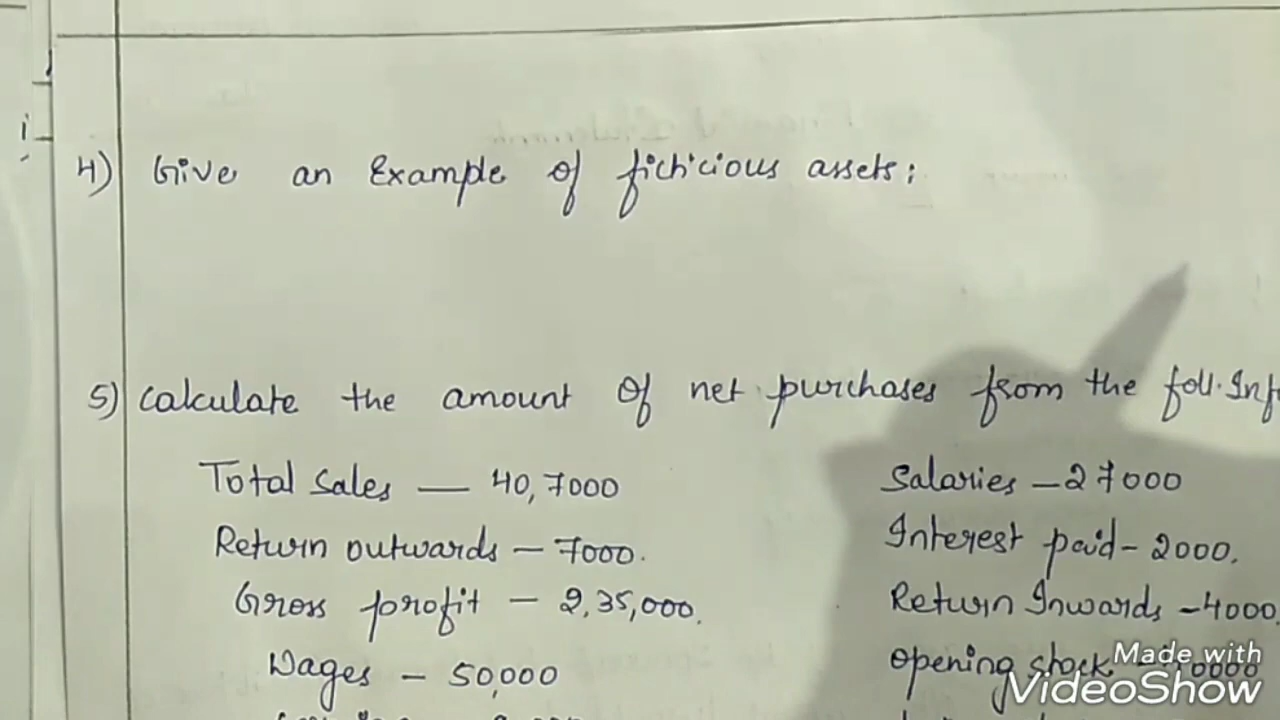 4) Give an Example of ficticious assets;
5) Calculate the amount of net purchases from the foll. Inf
Total Sales — 40,7000
Salaries - 27000
Return outwards - 7000.
Interest paid - 2000.
Gross profit - 2,35,000.
Return Inwards - 4000
Wages - 50,000
Opening stock
Made with
VideoShow